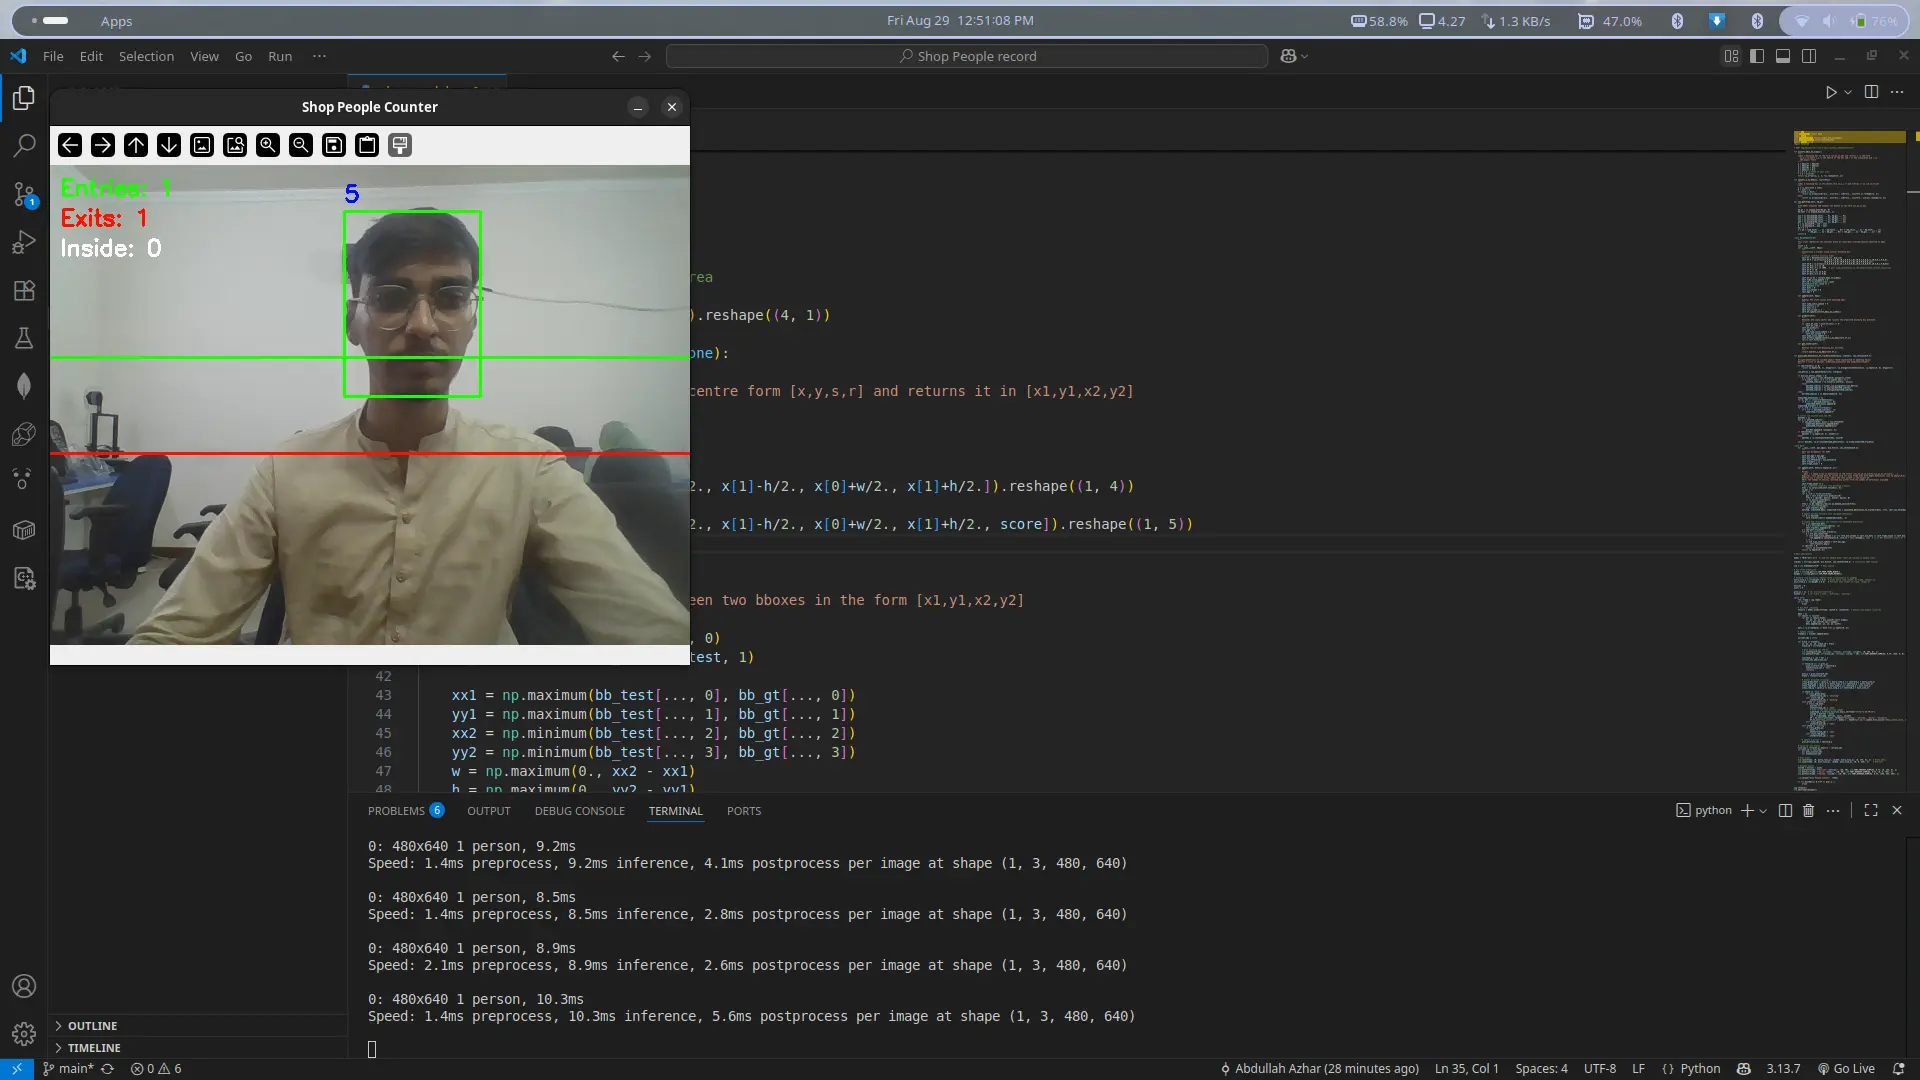 Apps
Fri Aug 29 12:51:08 PM
58.8%
4.27
1.3 KB/s
47.0%
76%
File Edit Selection View Go Run ···
Shop People record
Shop People Counter
Entries: 1
Exits: 1
Inside: 0
5
1
rea
).reshape((4, 1))
one):
centre form [x,y,s,r] and returns it in [x1,y1,x2,y2]
2., x[1]-h/2., x[0]+w/2., x[1]+h/2.]).reshape((1, 4))
2., x[1]-h/2., x[0]+w/2., x[1]+h/2., score]).reshape((1, 5))
een two bboxes in the form [x1,y1,x2,y2]
, 0)
test, 1)
42
43 xx1 = np.maximum(bb_test[..., 0], bb_gt[..., 0])
44 yy1 = np.maximum(bb_test[..., 1], bb_gt[..., 1])
45 xx2 = np.minimum(bb_test[..., 2], bb_gt[..., 2])
46 yy2 = np.minimum(bb_test[..., 3], bb_gt[..., 3])
47 w = np.maximum(0., xx2 - xx1)
48 h = np.maximum(0., yy2 - yy1)
PROBLEMS 6 OUTPUT DEBUG CONSOLE TERMINAL PORTS
python
0: 480x640 1 person, 9.2ms
Speed: 1.4ms preprocess, 9.2ms inference, 4.1ms postprocess per image at shape (1, 3, 480, 640)
0: 480x640 1 person, 8.5ms
Speed: 1.4ms preprocess, 8.5ms inference, 2.8ms postprocess per image at shape (1, 3, 480, 640)
0: 480x640 1 person, 8.9ms
Speed: 2.1ms preprocess, 8.9ms inference, 2.6ms postprocess per image at shape (1, 3, 480, 640)
0: 480x640 1 person, 10.3ms
Speed: 1.4ms preprocess, 10.3ms inference, 5.6ms postprocess per image at shape (1, 3, 480, 640)
OUTLINE
TIMELINE
main* 0 6
Abdullah Azhar (28 minutes ago) Ln 35, Col 1 Spaces: 4 UTF-8 LF {} Python 3.13.7 Go Live